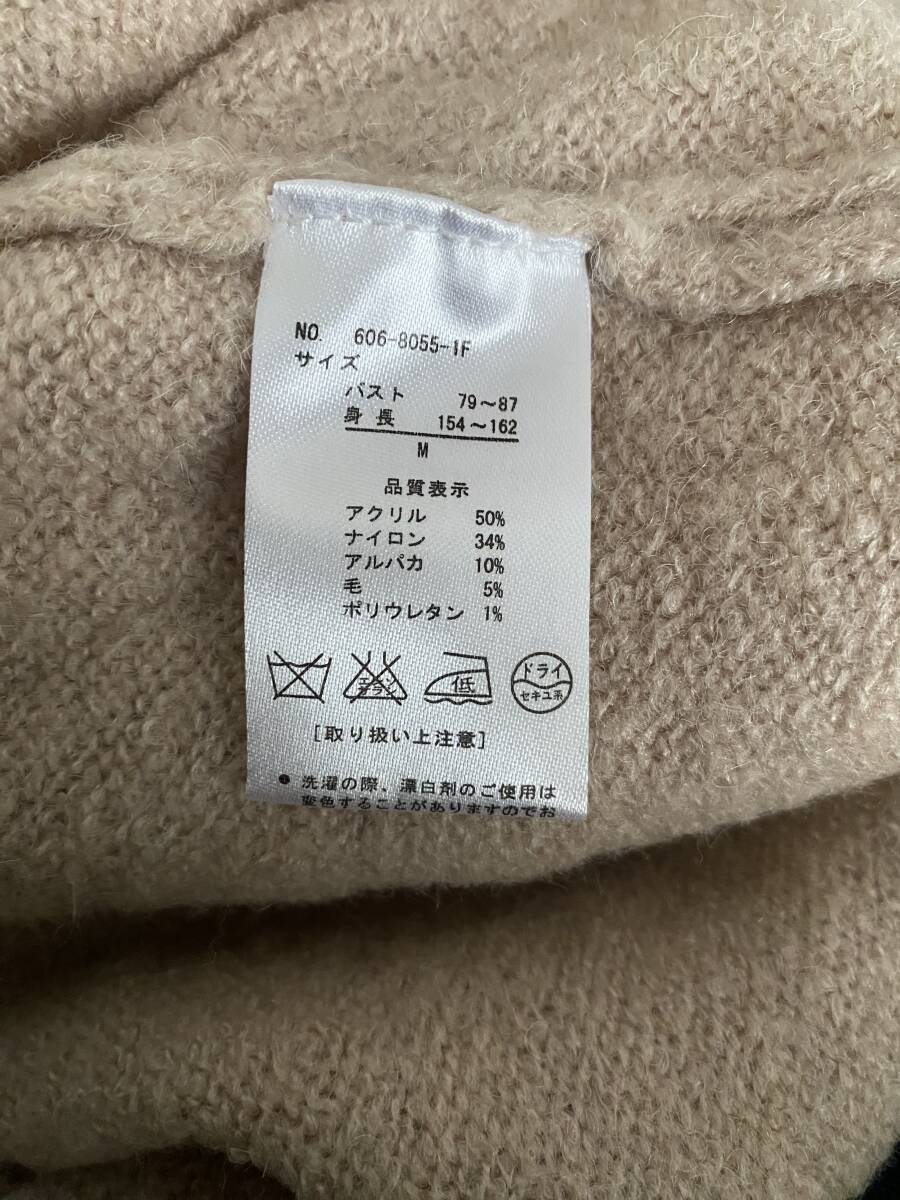 NO. 606-8055-1F
サイズ
バスト 79～87
身長 154～162
M
品質表示
アクリル 50%
ナイロン 34%
アルパカ 10%
毛 5%
ポリウレタン 1%
エンソ 低 ドライ セキユ系
[取り扱い上注意]
● 洗濯の際、漂白剤のご使用は
変色することがありますのでお